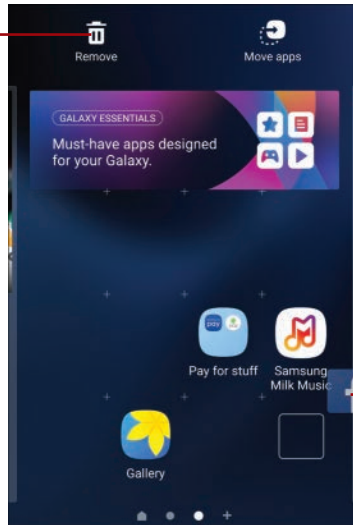 Remove
Move apps
GALAXY ESSENTIALS
Must-have apps designed
for your Galaxy.
pay
Pay for stuff
Samsung
Milk Music
Gallery